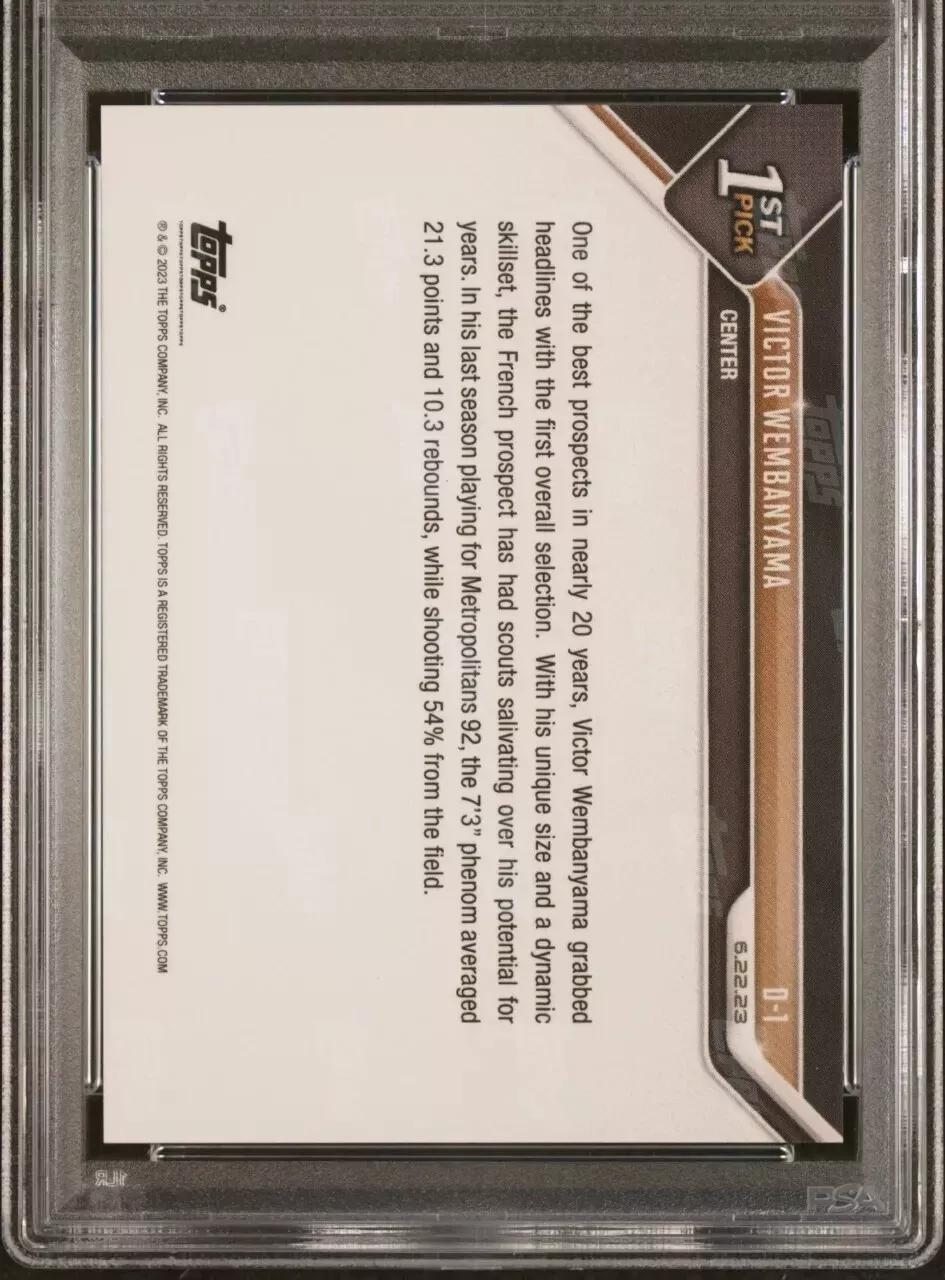 1ST
PICK
VICTOR WEMBANYAMA
D-1
CENTER
6.22.23
One of the best prospects in nearly 20 years, Victor Wembanyama grabbed
headlines with the first overall selection. With his unique size and a dynamic
skillset, the French prospect has had scouts salivating over his potential for
years. In his last season playing for Metropolitans 92, the 7'3” phenom averaged
21.3 points and 10.3 rebounds, while shooting 54% from the field.
topps®
® & © 2023 THE TOPPS COMPANY, INC. ALL RIGHTS RESERVED. TOPPS IS A REGISTERED TRADEMARK OF THE TOPPS COMPANY, INC. WWW.TOPPS.COM
topps
PSA